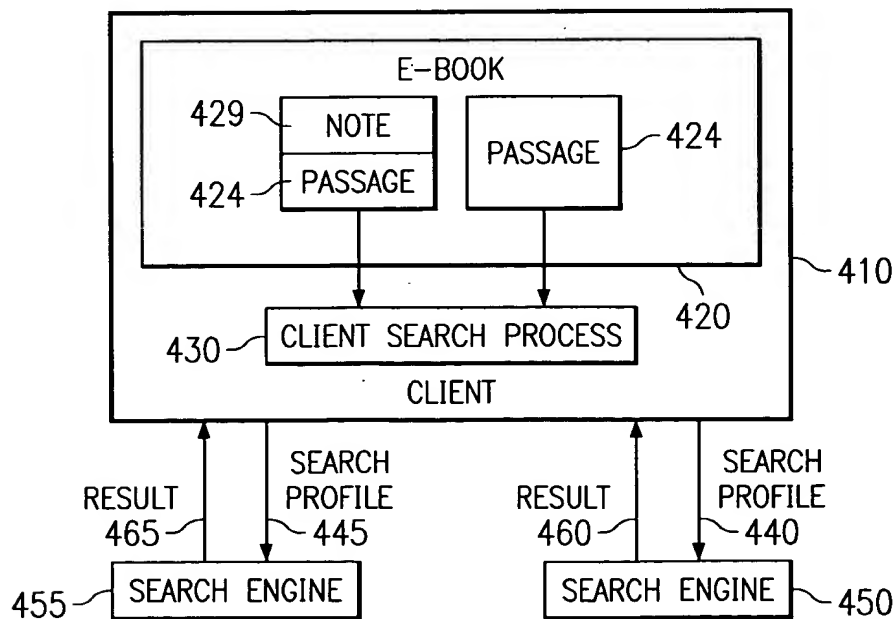 E-BOOK
429
NOTE
424
PASSAGE
PASSAGE
424
410
420
430
CLIENT SEARCH PROCESS
CLIENT
RESULT
465
SEARCH
PROFILE
445
RESULT
460
SEARCH
PROFILE
440
455
SEARCH ENGINE
SEARCH ENGINE
450